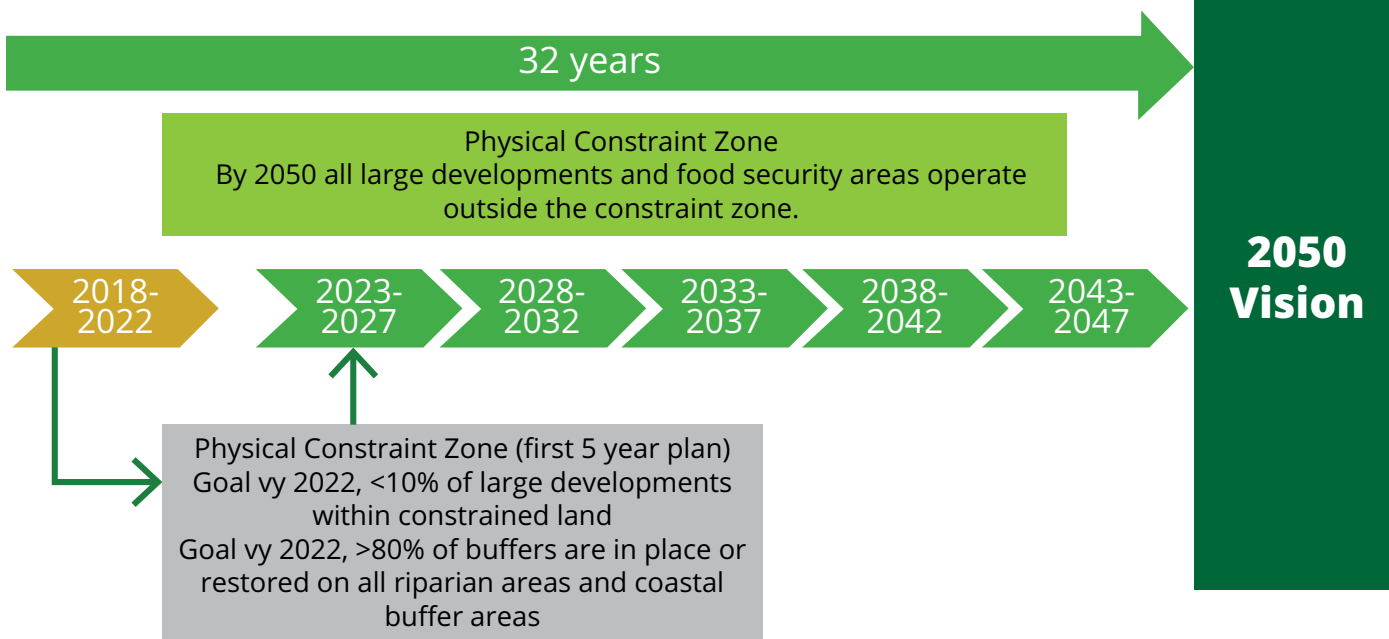 32 years
Physical Constraint Zone
By 2050 all large developments and food security areas operate
outside the constraint zone.
2018-
2022
2023-
2027
2028-
2032
2033-
2037
2038-
2042
2043-
2047
2050
Vision
Physical Constraint Zone (first 5 year plan)
Goal vy 2022, <10% of large developments
within constrained land
Goal vy 2022, >80% of buffers are in place or
restored on all riparian areas and coastal
buffer areas